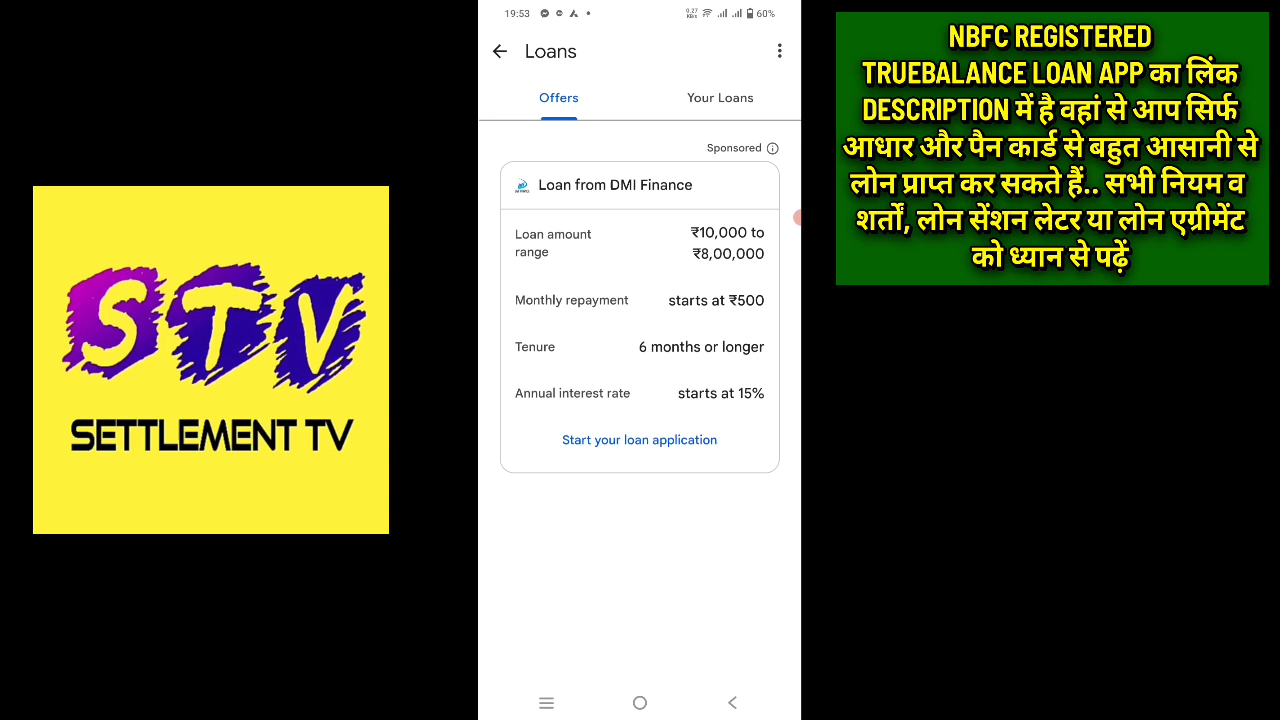 STV
SETTLEMENT TV
19:53
0.27 KB/s
60%
Loans
Offers
Your Loans
Sponsored
Loan from DMI Finance
Loan amount range
₹10,000 to ₹8,00,000
Monthly repayment
starts at ₹500
Tenure
6 months or longer
Annual interest rate
starts at 15%
Start your loan application
NBFC REGISTERED
TRUEBALANCE LOAN APP का लिंक
DESCRIPTION में है वहां से आप सिर्फ
आधार और पैन कार्ड से बहुत आसानी से
लोन प्राप्त कर सकते हैं.. सभी नियम व
शर्तों, लोन सेंशन लेटर या लोन एग्रीमेंट
को ध्यान से पढ़ें